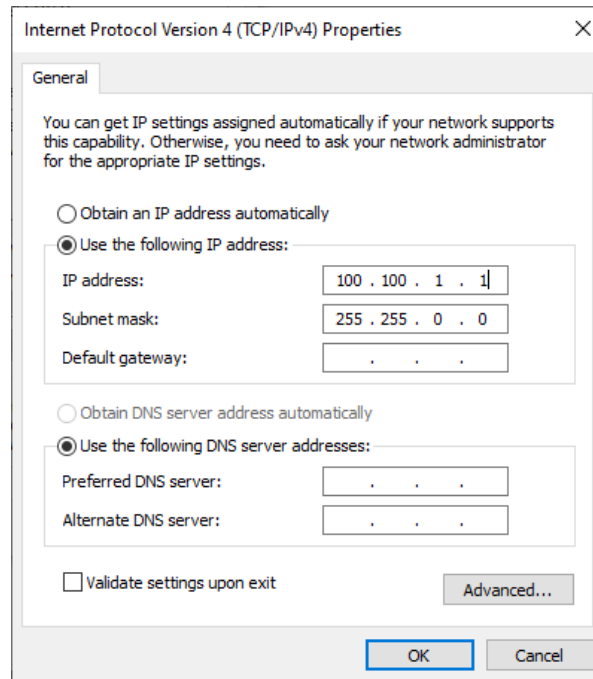 Internet Protocol Version 4 (TCP/IPv4) Properties
General
You can get IP settings assigned automatically if your network supports
this capability. Otherwise, you need to ask your network administrator
for the appropriate IP settings.
Obtain an IP address automatically
Use the following IP address:
IP address: 100 . 100 . 1 . 1
Subnet mask: 255 . 255 . 0 . 0
Default gateway: . . .
Obtain DNS server address automatically
Use the following DNS server addresses:
Preferred DNS server: . . .
Alternate DNS server: . . .
Validate settings upon exit
Advanced...
OK Cancel